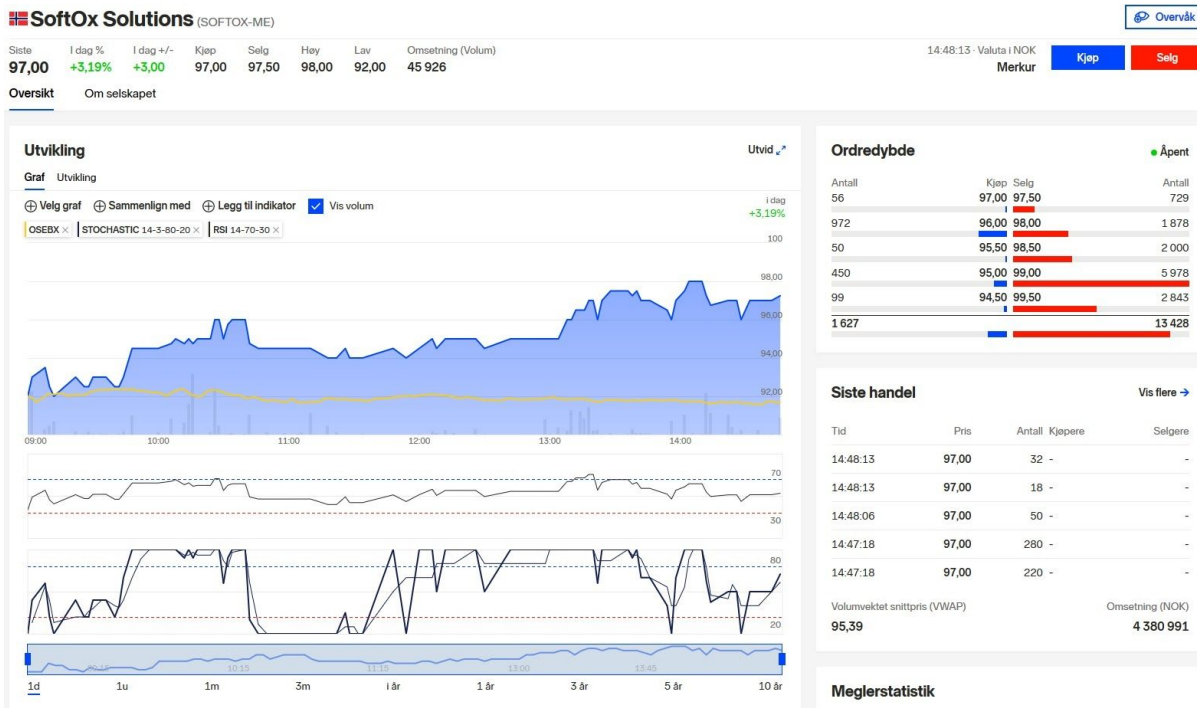 SoftOx Solutions (SOFTOX-ME)
Overvåk
Siste I dag % I dag +/- Kjøp Selg Høy Lav Omsetning (Volum)
97,00 +3,19% +3,00 97,00 97,50 98,00 92,00 45 926
14:48:13 · Valuta i NOK
Merkur
Kjøp
Selg
Oversikt Om selskapet
Utvikling
Utvid
Graf Utvikling
Velg graf Sammenlign med Legg til indikator Vis volum
i dag
+3,19%
OSEBX × STOCHASTIC 14-3-80-20 × RSI 14-70-30 ×
100
98,00
96,00
94,00
92,00
09:00 10:00 11:00 12:00 13:00 14:00
70
30
80
20
10:15 11:15 13:00 13:45
1d 1u 1m 3m i år 1 år 3 år 5 år 10 år
Ordredybde
Åpent
Antall Kjøp Selg Antall
56 97,00 97,50 729
972 96,00 98,00 1 878
50 95,50 98,50 2 000
450 95,00 99,00 5 978
99 94,50 99,50 2 843
1 627 13 428
Siste handel
Vis flere →
Tid Pris Antall Kjøpere Selgere
14:48:13 97,00 32 - -
14:48:13 97,00 18 - -
14:48:06 97,00 50 - -
14:47:18 97,00 280 - -
14:47:18 97,00 220 - -
Volumvektet snittpris (VWAP) Omsetning (NOK)
95,39 4 380 991
Meglerstatistik